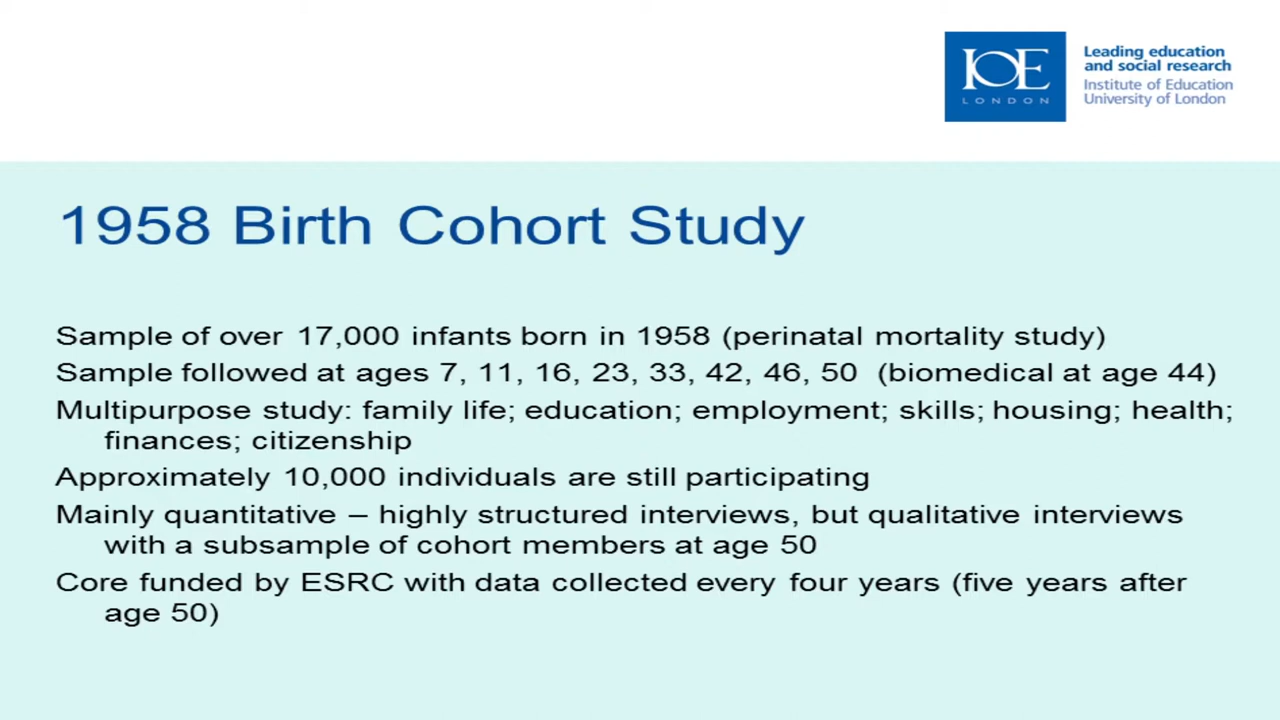 IOE
LONDON
Leading education
and social research
Institute of Education
University of London
1958 Birth Cohort Study
Sample of over 17,000 infants born in 1958 (perinatal mortality study)
Sample followed at ages 7, 11, 16, 23, 33, 42, 46, 50 (biomedical at age 44)
Multipurpose study: family life; education; employment; skills; housing; health;
finances; citizenship
Approximately 10,000 individuals are still participating
Mainly quantitative – highly structured interviews, but qualitative interviews
with a subsample of cohort members at age 50
Core funded by ESRC with data collected every four years (five years after
age 50)